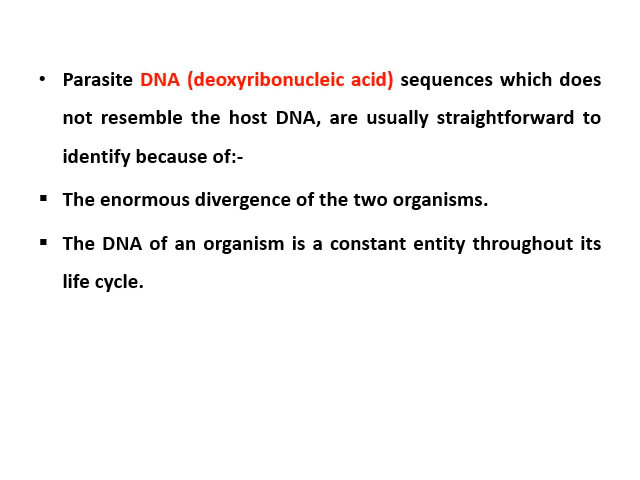 • Parasite DNA (deoxyribonucleic acid) sequences which does
not resemble the host DNA, are usually straightforward to
identify because of:-
▪ The enormous divergence of the two organisms.
▪ The DNA of an organism is a constant entity throughout its
life cycle.